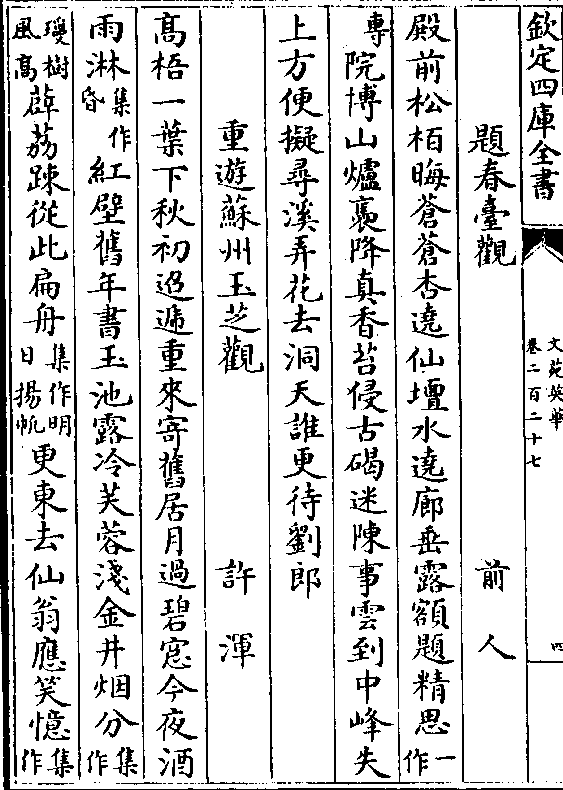 欽定四庫全書
文苑英華
卷二百二十七
四
題春臺觀 前人
殿前松栢晦蒼蒼杏遶仙壇水遶廊垂露額題精思一作
專院博山爐裛降真香苔侵古碣迷陳事雲到中峰失
上方便擬尋溪弄花去洞天誰更待劉郎
重遊蘇州玉芝觀 許渾
髙梧一葉下秋初迢遞重來寄舊居月過碧窓今夜酒
雨淋集作昏紅壁舊年書玉池露冷芙蓉淺金井烟分集作
瓊樹風髙薜荔踈從此扁舟集作明日揚帆更東去仙翁應笑憶集作